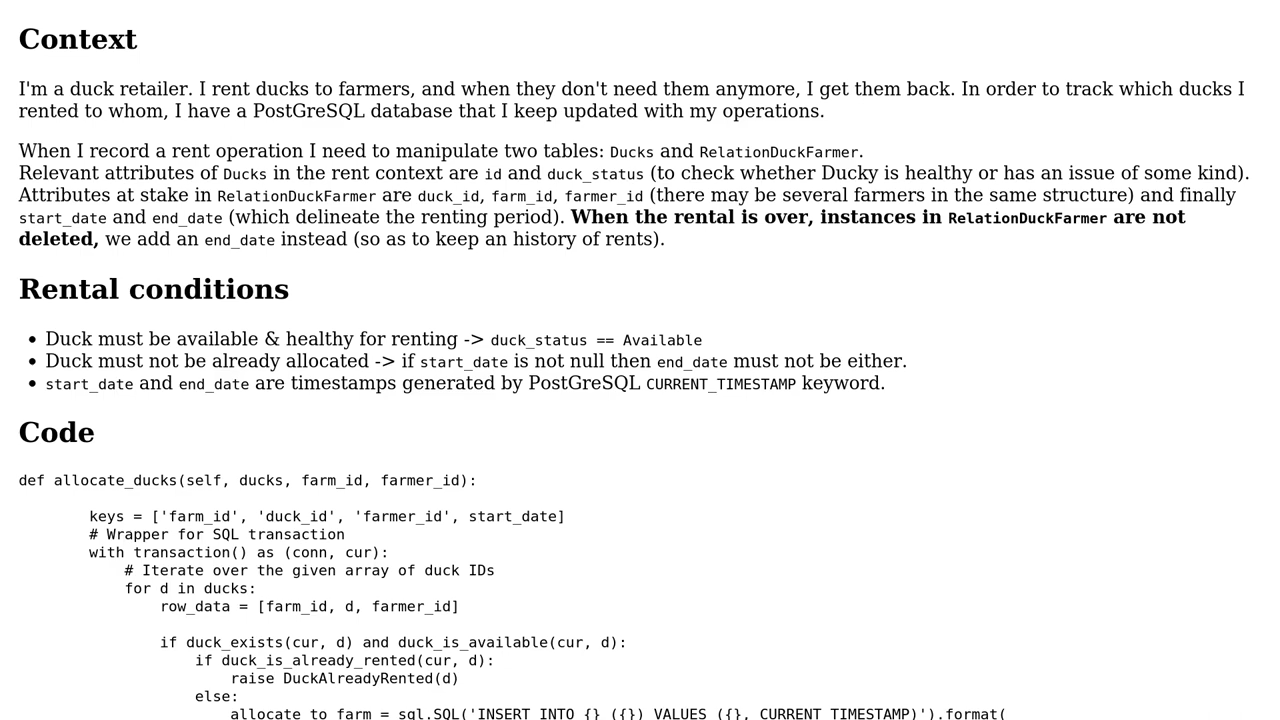 Context
I'm a duck retailer. I rent ducks to farmers, and when they don't need them anymore, I get them back. In order to track which ducks I
rented to whom, I have a PostGreSQL database that I keep updated with my operations.
When I record a rent operation I need to manipulate two tables: Ducks and RelationDuckFarmer.
Relevant attributes of Ducks in the rent context are id and duck_status (to check whether Ducky is healthy or has an issue of some kind).
Attributes at stake in RelationDuckFarmer are duck_id, farm_id, farmer_id (there may be several farmers in the same structure) and finally
start_date and end_date (which delineate the renting period). When the rental is over, instances in RelationDuckFarmer are not
deleted, we add an end_date instead (so as to keep an history of rents).
Rental conditions
• Duck must be available & healthy for renting -> duck_status == Available
• Duck must not be already allocated -> if start_date is not null then end_date must not be either.
• start_date and end_date are timestamps generated by PostGreSQL CURRENT_TIMESTAMP keyword.
Code
def allocate_ducks(self, ducks, farm_id, farmer_id):
        keys = ['farm_id', 'duck_id', 'farmer_id', start_date]
        # Wrapper for SQL transaction
        with transaction() as (conn, cur):
            # Iterate over the given array of duck IDs
            for d in ducks:
                row_data = [farm_id, d, farmer_id]
                if duck_exists(cur, d) and duck_is_available(cur, d):
                    if duck_is_already_rented(cur, d):
                        raise DuckAlreadyRented(d)
                    else:
                        allocate_to_farm = sql.SQL('INSERT INTO {} ({}) VALUES ({}, CURRENT_TIMESTAMP)').format(